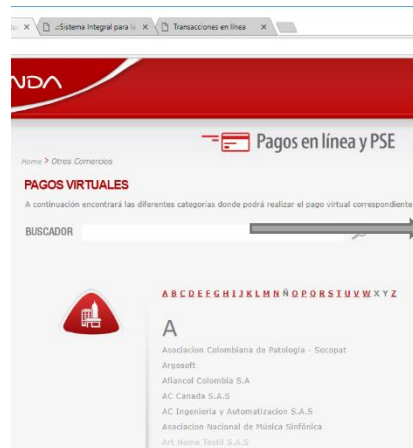 .:Sistema Integral para la
Transacciones en línea
NDA
Pagos en línea y PSE
Home > Otros Comercios
PAGOS VIRTUALES
A continuación encontrará las diferentes categorias donde podrá realizar el pago virtual correspondiente
BUSCADOR
A B C D E F G H I J K L M N Ñ O P Q R S T U V W X Y Z
A
Asociacion Colombiana de Patologia - Socopat
Argosoft
Afiancol Colombia S.A
AC Canada S.A.S
AC Ingenieria y Automatizacion S.A.S
Asociacion Nacional de Música Sinfónica
Art Home Textil S.A.S